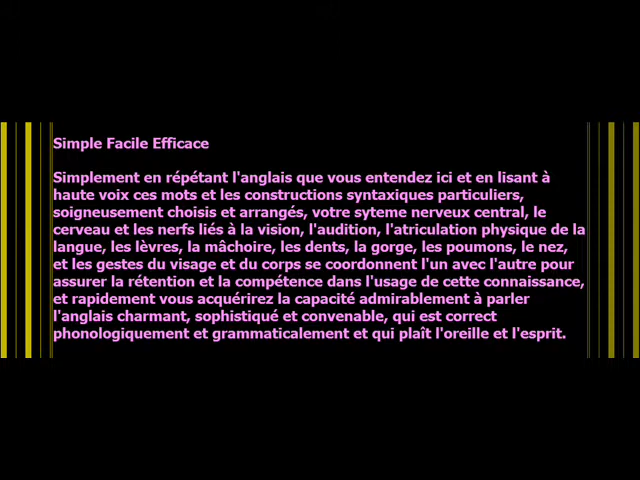 Simple Facile Efficace
Simplement en répétant l'anglais que vous entendez ici et en lisant à
haute voix ces mots et les constructions syntaxiques particuliers,
soigneusement choisis et arrangés, votre syteme nerveux central, le
cerveau et les nerfs liés à la vision, l'audition, l'atriculation physique de la
langue, les lèvres, la mâchoire, les dents, la gorge, les poumons, le nez,
et les gestes du visage et du corps se coordonnent l'un avec l'autre pour
assurer la rétention et la compétence dans l'usage de cette connaissance,
et rapidement vous acquérirez la capacité admirablement à parler
l'anglais charmant, sophistiqué et convenable, qui est correct
phonologiquement et grammaticalement et qui plaît l'oreille et l'esprit.